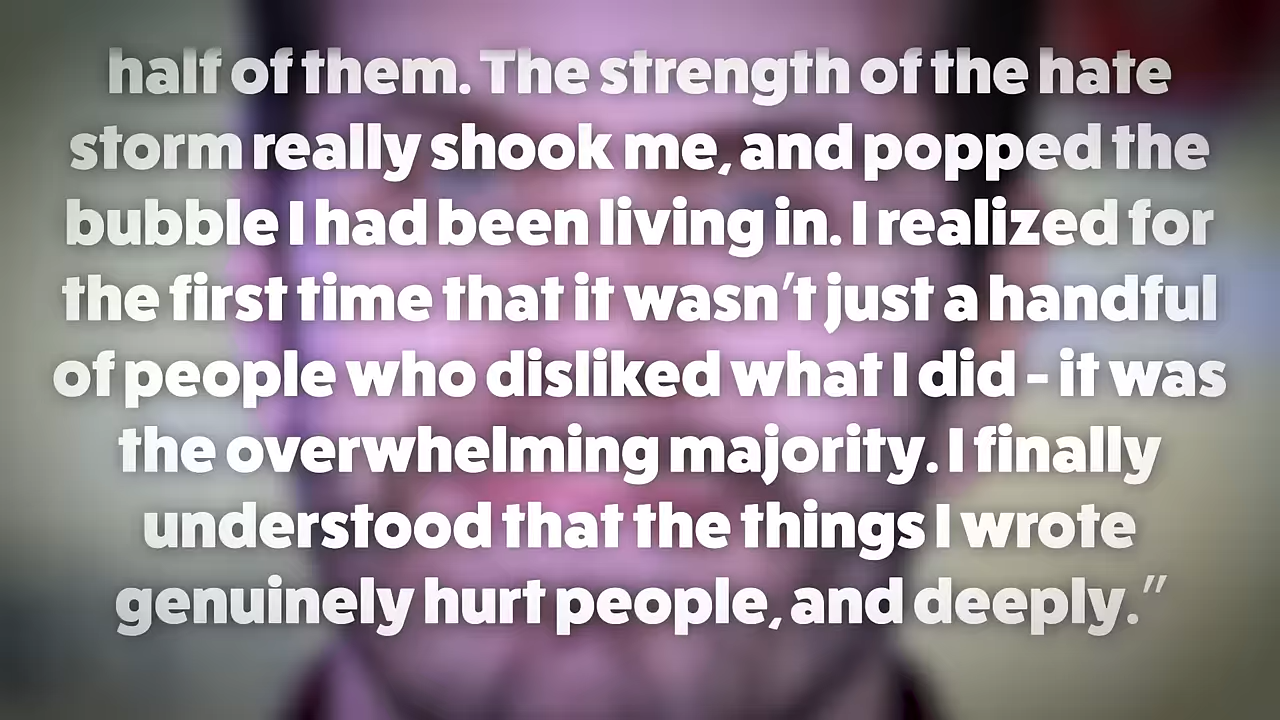 half of them. The strength of the hate
storm really shook me, and popped the
bubble I had been living in. I realized for
the first time that it wasn't just a handful
of people who disliked what I did - it was
the overwhelming majority. I finally
understood that the things I wrote
genuinely hurt people, and deeply."